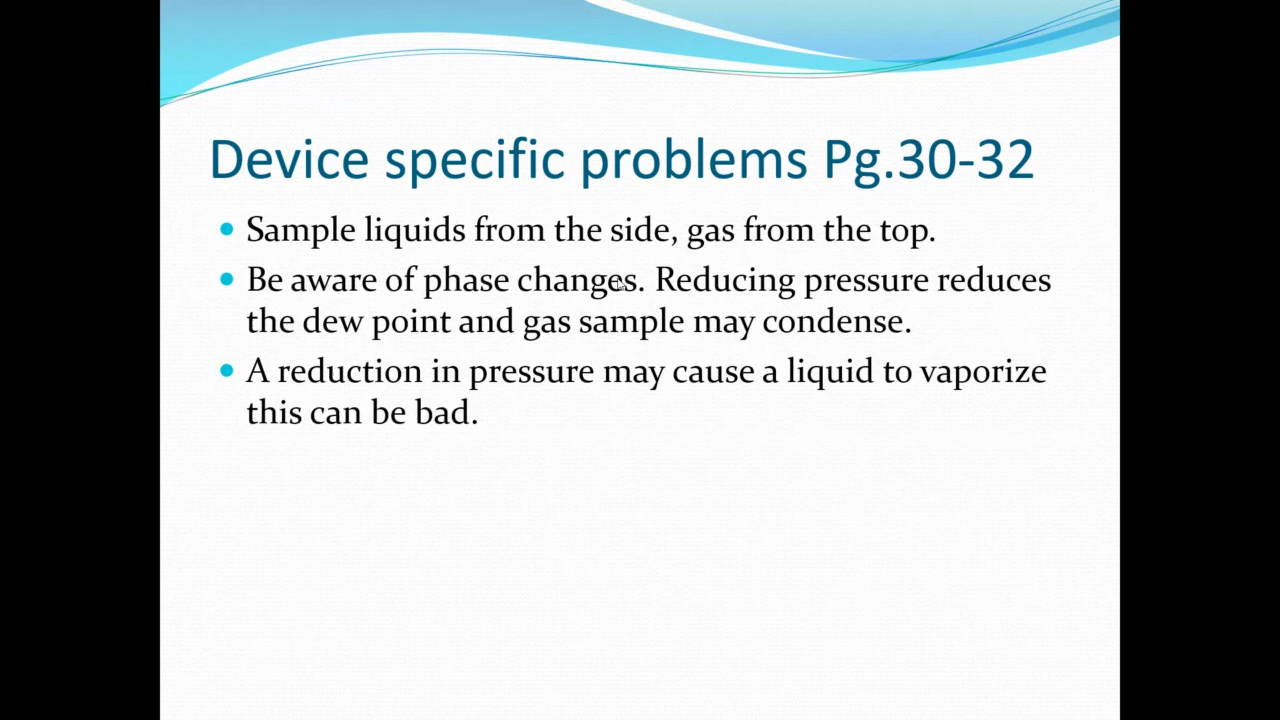 Device specific problems Pg.30-32
Sample liquids from the side, gas from the top.
Be aware of phase changes. Reducing pressure reduces
the dew point and gas sample may condense.
A reduction in pressure may cause a liquid to vaporize
this can be bad.